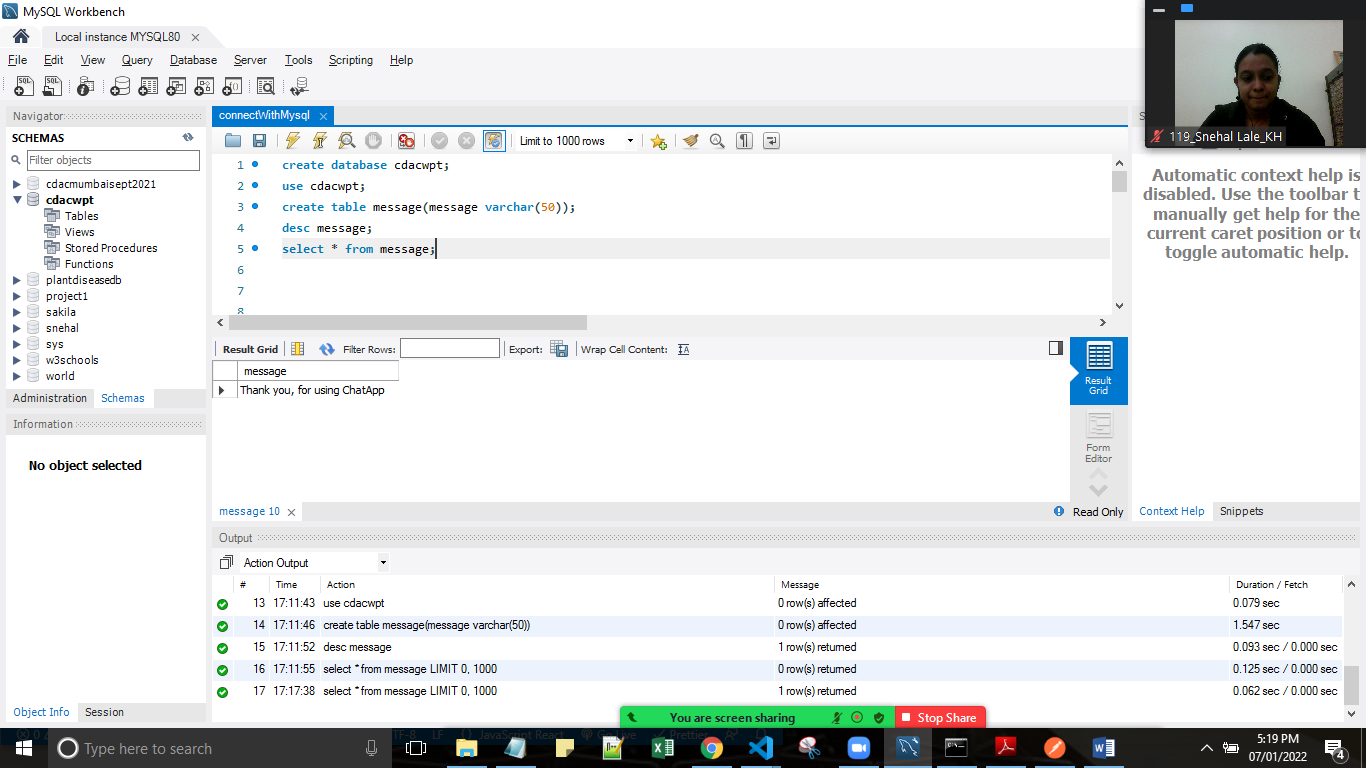 MySQL Workbench
Local instance MYSQL80
File Edit View Query Database Server Tools Scripting Help
119_Snehal Lale_KH
Navigator
SCHEMAS
Filter objects
cdacmumbaisept2021
cdacwpt
Tables
Views
Stored Procedures
Functions
plantdiseasedb
project1
sakila
snehal
sys
w3schools
world
Administration Schemas
Information
No object selected
Object Info Session
connectWithMysql
Limit to 1000 rows
1 create database cdacwpt;
2 use cdacwpt;
3 create table message(message varchar(50));
4 desc message;
5 select * from message;
6
7
8
Result Grid Filter Rows: Export: Wrap Cell Content:
message
Thank you, for using ChatApp
Result Grid
Form Editor
message 10
Read Only
Automatic context help is
disabled. Use the toolbar t
manually get help for the
current caret position or to
toggle automatic help.
Context Help Snippets
Output
Action Output
# Time Action Message Duration / Fetch
13 17:11:43 use cdacwpt 0 row(s) affected 0.079 sec
14 17:11:46 create table message(message varchar(50)) 0 row(s) affected 1.547 sec
15 17:11:52 desc message 1 row(s) returned 0.093 sec / 0.000 sec
16 17:11:55 select * from message LIMIT 0, 1000 0 row(s) returned 0.125 sec / 0.000 sec
17 17:17:38 select * from message LIMIT 0, 1000 1 row(s) returned 0.062 sec / 0.000 sec
You are screen sharing Stop Share
Type here to search
5:19 PM
07/01/2022
4